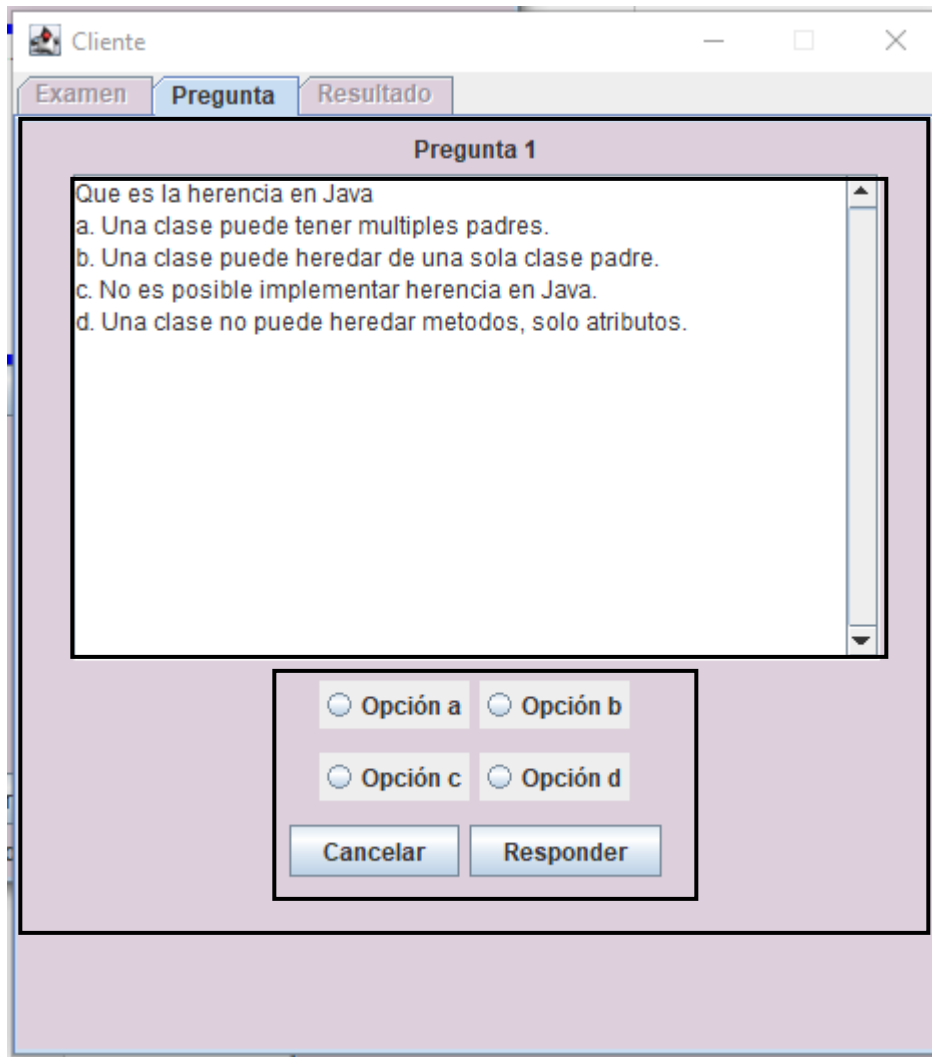 Cliente
Examen Pregunta Resultado
Pregunta 1
Que es la herencia en Java
a. Una clase puede tener multiples padres.
b. Una clase puede heredar de una sola clase padre.
c. No es posible implementar herencia en Java.
d. Una clase no puede heredar metodos, solo atributos.
Opción a Opción b
Opción c Opción d
Cancelar Responder